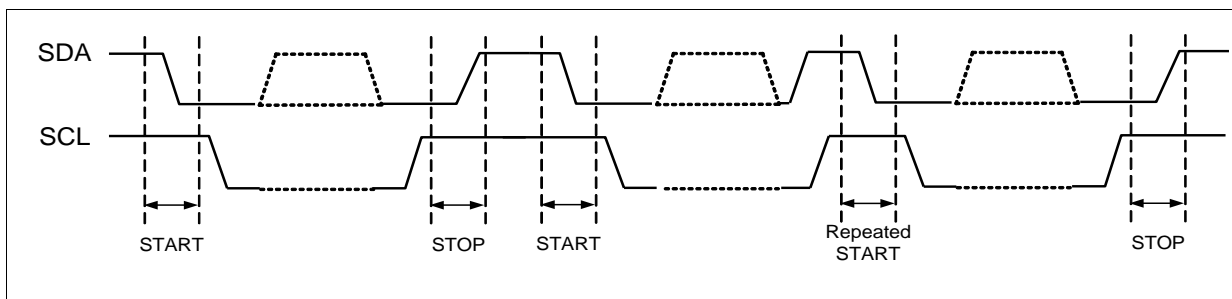 SDA
SCL
START
STOP
START
Repeated
START
STOP